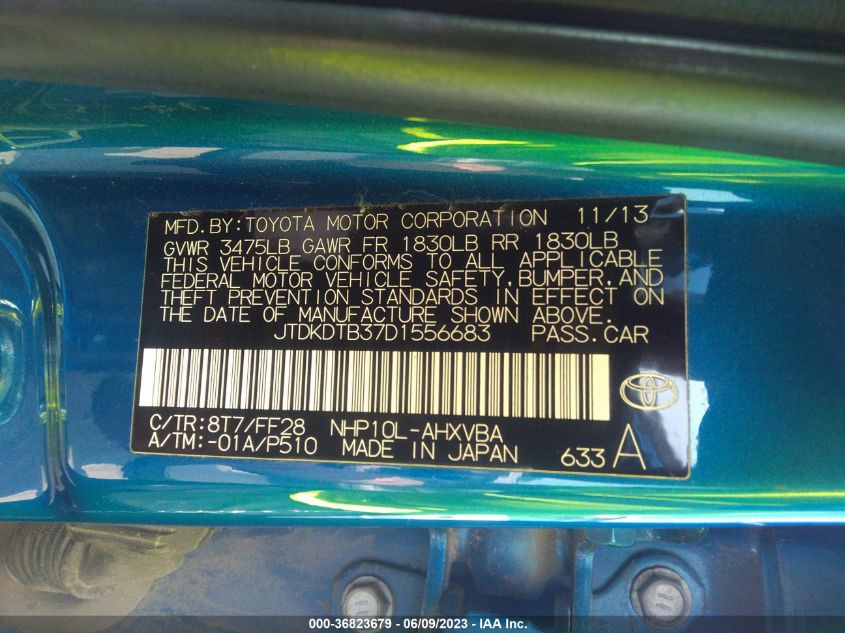 MFD.BY:TOYOTA MOTOR CORPORATION 11/13
GVWR 3475LB GAWR FR 1830LB RR 1830LB
THIS VEHICLE CONFORMS TO ALL APPLICABLE
FEDERAL MOTOR VEHICLE SAFETY,BUMPER,AND
THEFT PREVENTION STANDARDS IN EFFECT ON
THE DATE OF MANUFACTURE SHOWN ABOVE.
JTDKDTB37D1556683 PASS.CAR
C/TR:8T7/FF28 NHP10L-AHXVBA
A/TM:-01A/P510 MADE IN JAPAN 633 A
000-36823679 - 06/09/2023 - IAA Inc.